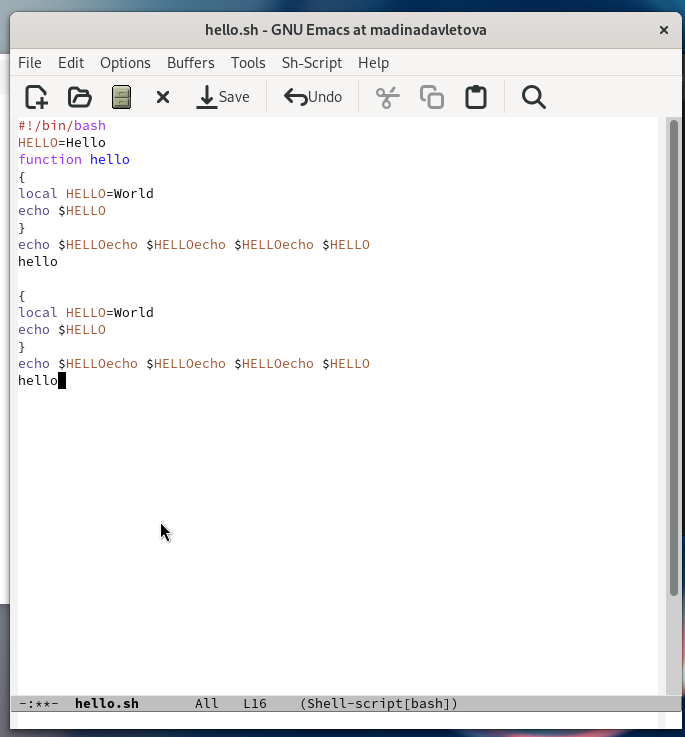 hello.sh - GNU Emacs at madinadavletova
File Edit Options Buffers Tools Sh-Script Help
Save Undo
#!/bin/bash
HELLO=Hello
function hello
{
local HELLO=World
echo $HELLO
}
echo $HELLOecho $HELLOecho $HELLOecho $HELLO
hello
{
local HELLO=World
echo $HELLO
}
echo $HELLOecho $HELLOecho $HELLOecho $HELLO
hello
-:**- hello.sh All L16 (Shell-script[bash])